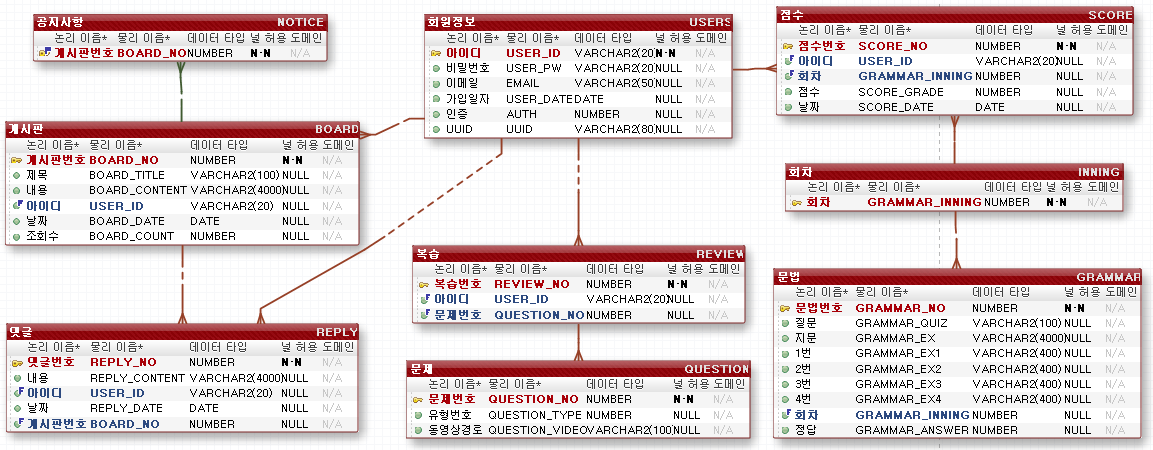 공지사항 NOTICE
논리 이름* 물리 이름* 데이터 타입 널 허용 도메인
게시판번호 BOARD_NO NUMBER N-N N/A
회원정보 USERS
논리 이름* 물리 이름* 데이터 타입 널 허용 도메인
아이디 USER_ID VARCHAR2(20) N-N N/A
비밀번호 USER_PW VARCHAR2(20) NULL N/A
이메일 EMAIL VARCHAR2(50) NULL N/A
가입일자 USER_DATE DATE NULL N/A
인증 AUTH NUMBER NULL N/A
UUID UUID VARCHAR2(80) NULL N/A
점수 SCORE
논리 이름* 물리 이름* 데이터 타입 널 허용 도메인
점수번호 SCORE_NO NUMBER N-N N/A
아이디 USER_ID VARCHAR2(20) NULL N/A
회차 GRAMMAR_INNING NUMBER NULL N/A
점수 SCORE_GRADE NUMBER NULL N/A
날짜 SCORE_DATE DATE NULL N/A
게시판 BOARD
논리 이름* 물리 이름* 데이터 타입 널 허용 도메인
게시판번호 BOARD_NO NUMBER N-N N/A
제목 BOARD_TITLE VARCHAR2(100) NULL N/A
내용 BOARD_CONTENT VARCHAR2(4000) NULL N/A
아이디 USER_ID VARCHAR2(20) NULL N/A
날짜 BOARD_DATE DATE NULL N/A
조회수 BOARD_COUNT NUMBER NULL N/A
회차 INNING
논리 이름* 물리 이름* 데이터 타입 널 허용 도메인
회차 GRAMMAR_INNING NUMBER N-N N/A
복습 REVIEW
논리 이름* 물리 이름* 데이터 타입 널 허용 도메인
복습번호 REVIEW_NO NUMBER N-N N/A
아이디 USER_ID VARCHAR2(20) NULL N/A
문제번호 QUESTION_NO NUMBER NULL N/A
문법 GRAMMAR
논리 이름* 물리 이름* 데이터 타입 널 허용 도메인
문법번호 GRAMMAR_NO NUMBER N-N N/A
질문 GRAMMAR_QUIZ VARCHAR2(100) NULL N/A
지문 GRAMMAR_EX VARCHAR2(4000) NULL N/A
1번 GRAMMAR_EX1 VARCHAR2(400) NULL N/A
2번 GRAMMAR_EX2 VARCHAR2(400) NULL N/A
3번 GRAMMAR_EX3 VARCHAR2(400) NULL N/A
4번 GRAMMAR_EX4 VARCHAR2(400) NULL N/A
회차 GRAMMAR_INNING NUMBER NULL N/A
정답 GRAMMAR_ANSWER NUMBER NULL N/A
댓글 REPLY
논리 이름* 물리 이름* 데이터 타입 널 허용 도메인
댓글번호 REPLY_NO NUMBER N-N N/A
내용 REPLY_CONTENT VARCHAR2(4000) NULL N/A
아이디 USER_ID VARCHAR2(20) NULL N/A
날짜 REPLY_DATE DATE NULL N/A
게시판번호 BOARD_NO NUMBER NULL N/A
문제 QUESTION
논리 이름* 물리 이름* 데이터 타입 널 허용 도메인
문제번호 QUESTION_NO NUMBER N-N N/A
유형번호 QUESTION_TYPE NUMBER NULL N/A
동영상경로 QUESTION_VIDEO VARCHAR2(100) NULL N/A